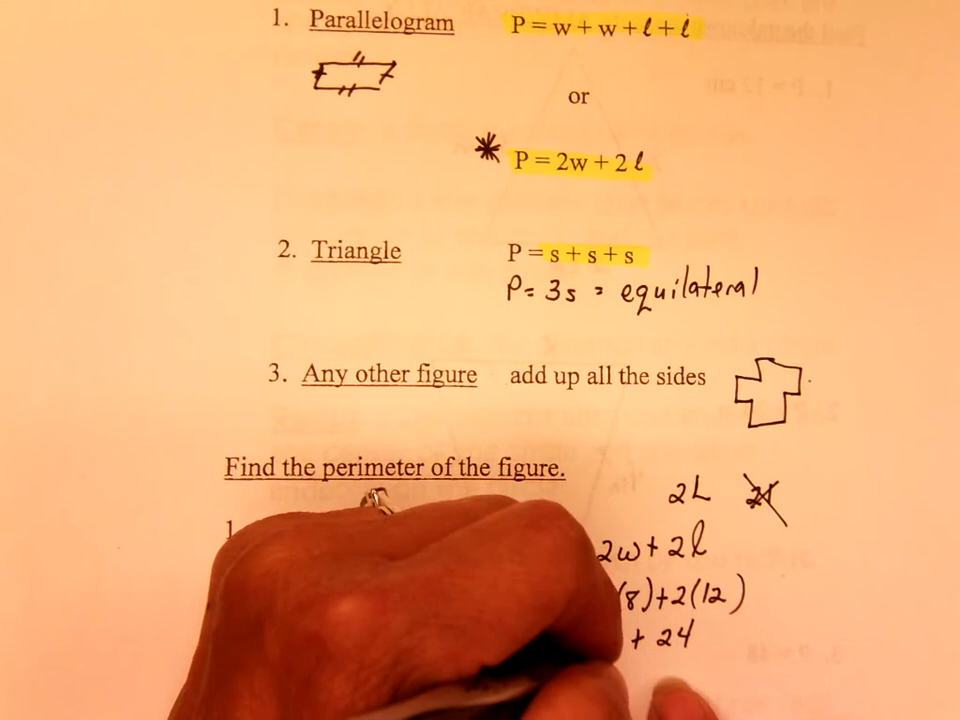 1. Parallelogram P = w + w + l + l
or
* P = 2w + 2l
2. Triangle P = s + s + s
P = 3s = equilateral
3. Any other figure add up all the sides
Find the perimeter of the figure.
2L
1
2w + 2l
(8)+2(12)
+ 24